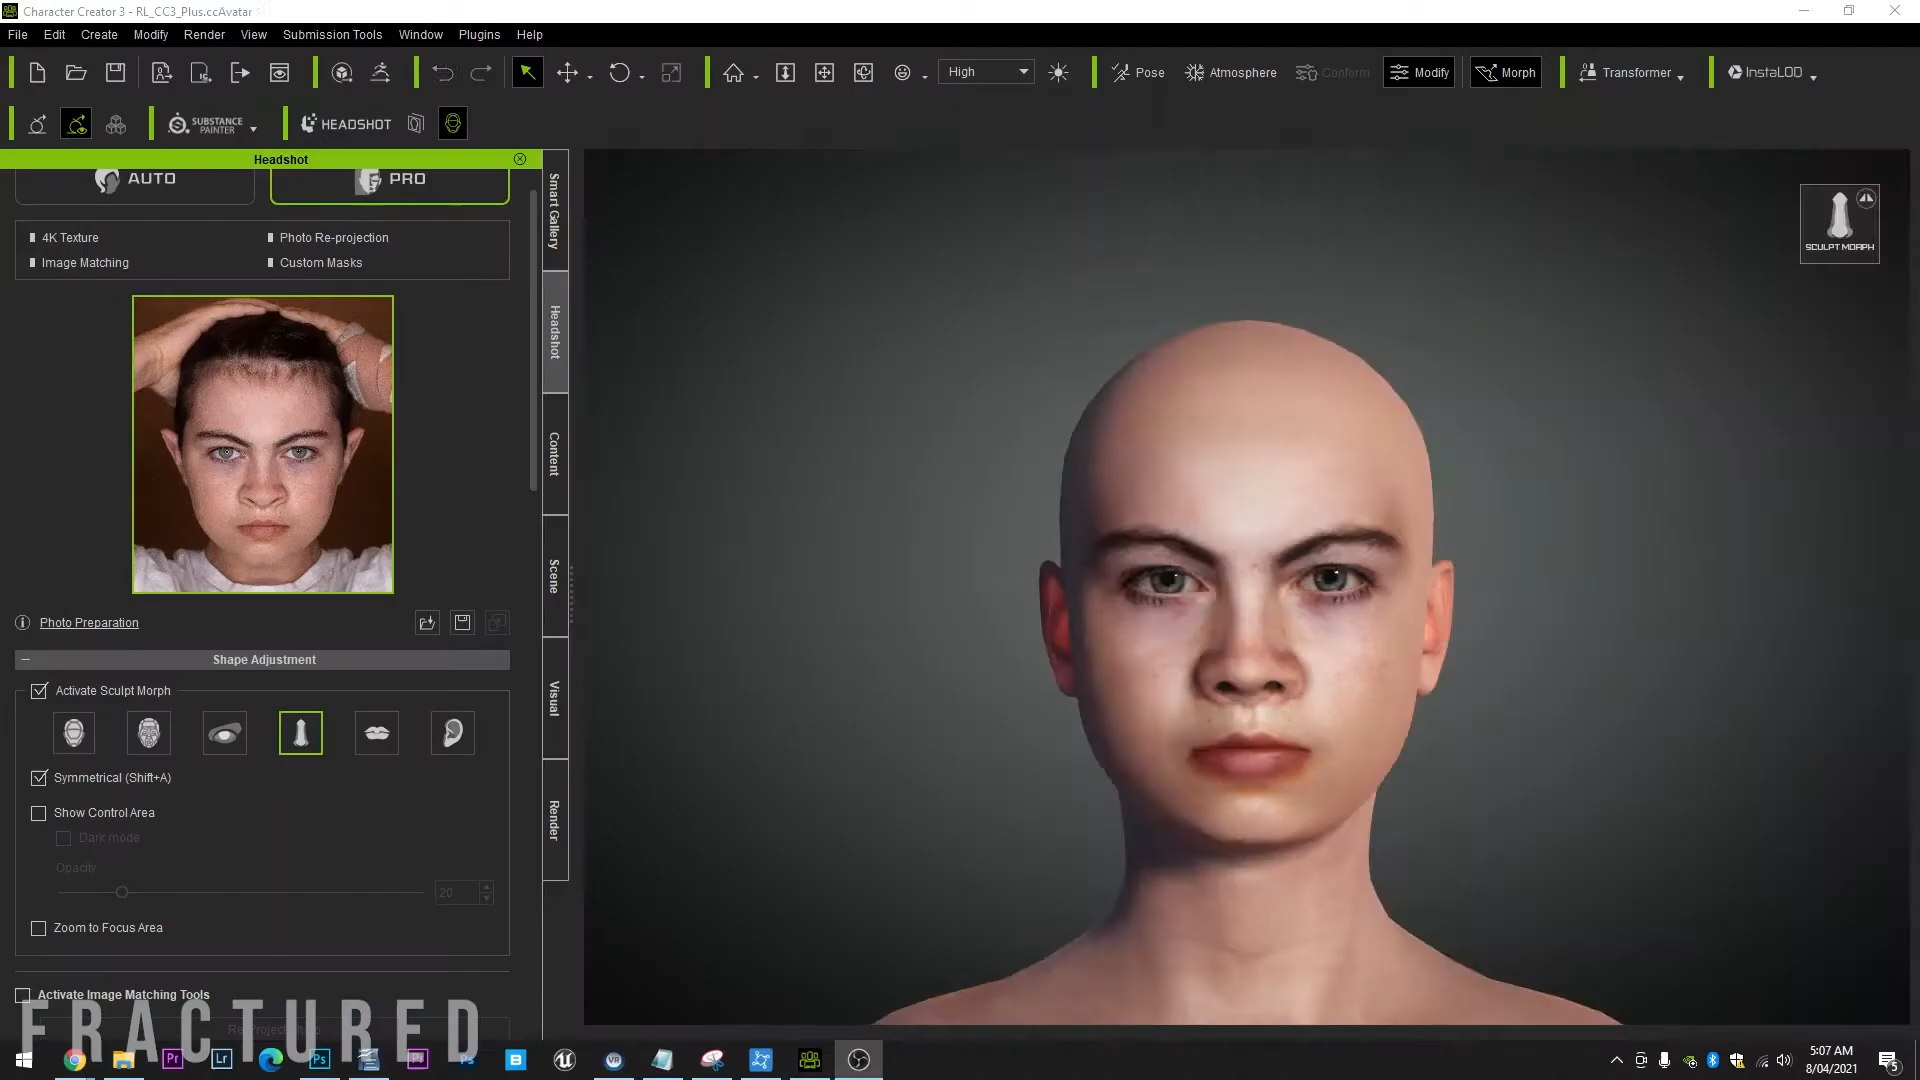 Character Creator 3 - RL_CC3_Plus.ccAvatar
File Edit Create Modify Render View Submission Tools Window Plugins Help
High Pose Atmosphere Conform Modify Morph Transformer InstaLOD
SUBSTANCE PAINTER HEADSHOT
Headshot
AUTO PRO
4K Texture Photo Re-projection
Image Matching Custom Masks
Photo Preparation
Shape Adjustment
Activate Sculpt Morph
Symmetrical (Shift+A)
Show Control Area
Dark mode
Opacity
20
Zoom to Focus Area
Activate Image Matching Tools
FRACTURED
Smart Gallery
Headshot
Content
Scene
Visual
Render
SCULPT MORPH
Pr Lr Ps B
5:07 AM
8/04/2021
5